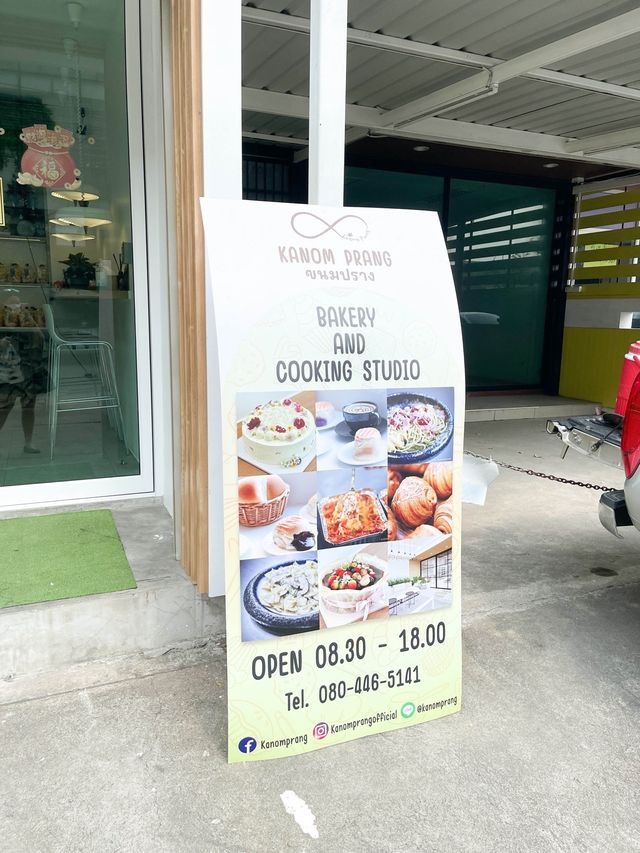 福
KANOM PRANG
ขนมปราง
BAKERY
AND
COOKING STUDIO
OPEN 08.30 - 18.00
Tel. 080-446-5141
Kanomprang Kanomprangofficial @kanomprang